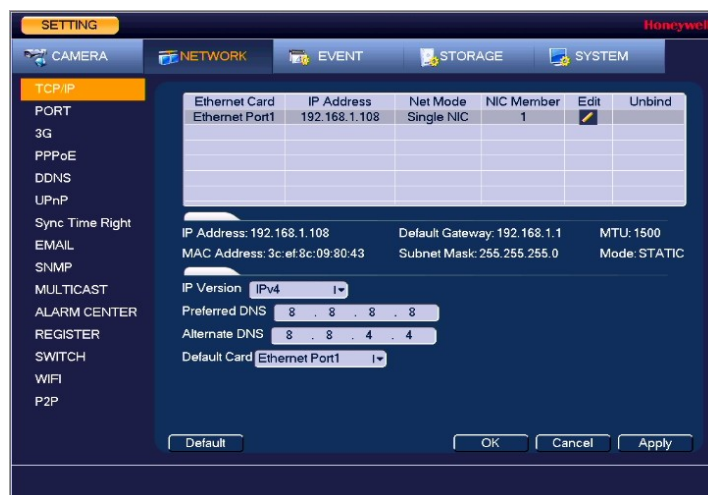 SETTING
Honeywell
CAMERA NETWORK EVENT STORAGE SYSTEM
TCP/IP
PORT
3G
PPPoE
DDNS
UPnP
Sync Time Right
EMAIL
SNMP
MULTICAST
ALARM CENTER
REGISTER
SWITCH
WIFI
P2P
Ethernet Card IP Address Net Mode NIC Member Edit Unbind
Ethernet Port1 192.168.1.108 Single NIC 1
IP Address: 192.168.1.108 Default Gateway: 192.168.1.1 MTU: 1500
MAC Address: 3c:ef:8c:09:80:43 Subnet Mask: 255.255.255.0 Mode: STATIC
IP Version IPv4
Preferred DNS 8 . 8 . 8 . 8
Alternate DNS 8 . 8 . 4 . 4
Default Card Ethernet Port1
Default OK Cancel Apply